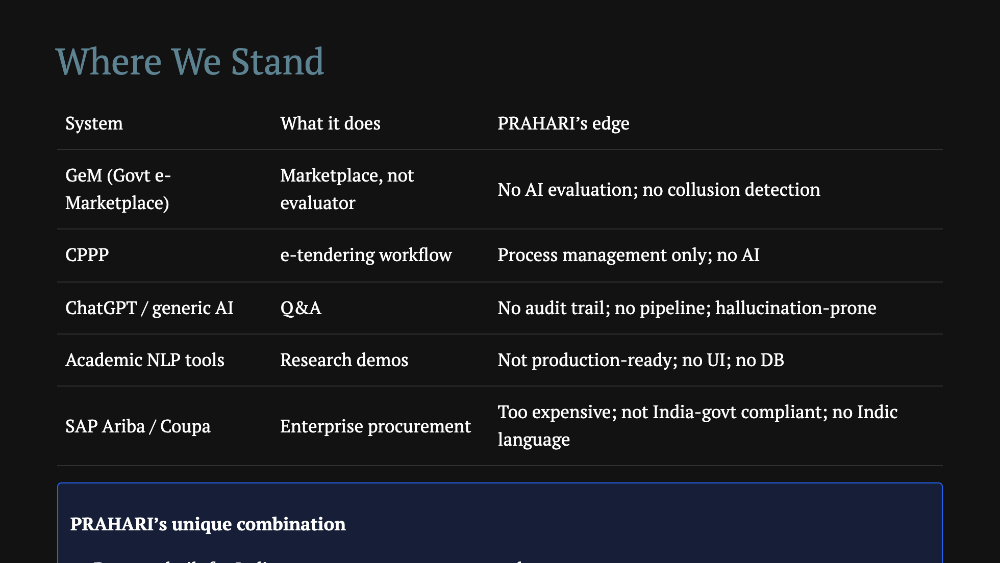 Where We Stand
System What it does PRAHARI’s edge
GeM (Govt e-
Marketplace)
Marketplace, not
evaluator
No AI evaluation; no collusion detection
CPPP e-tendering workflow Process management only; no AI
ChatGPT / generic AI Q&A No audit trail; no pipeline; hallucination-prone
Academic NLP tools Research demos Not production-ready; no UI; no DB
SAP Ariba / Coupa Enterprise procurement
Too expensive; not India-govt compliant; no Indic
language
PRAHARI’s unique combination